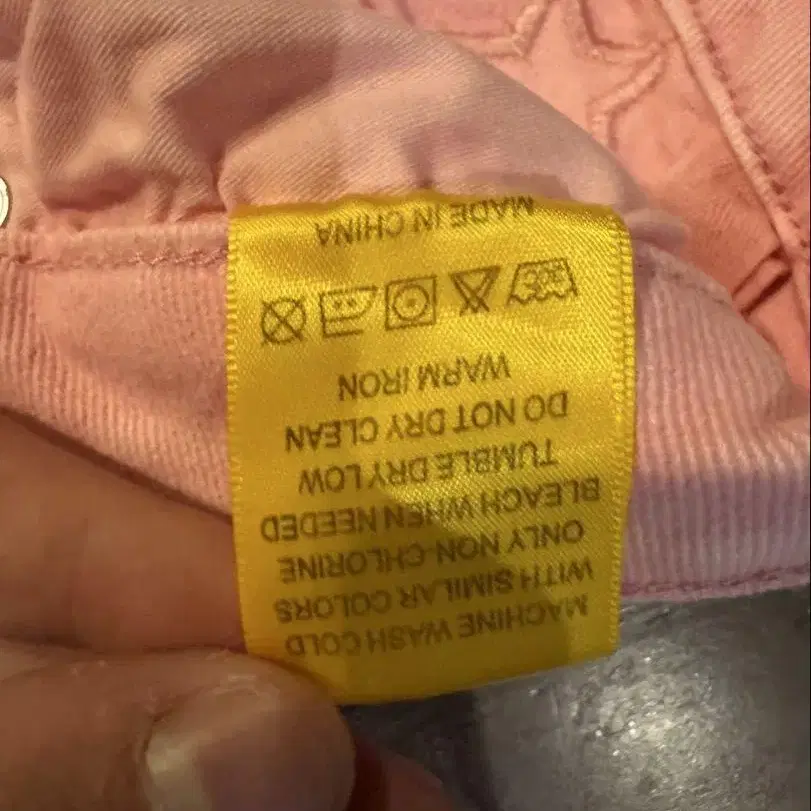 MACHINE WASH COLD
WITH SIMILAR COLORS
ONLY NON-CHLORINE
BLEACH WHEN NEEDED
TUMBLE DRY LOW
DO NOT DRY CLEAN
WARM IRON
30C
MADE IN CHINA